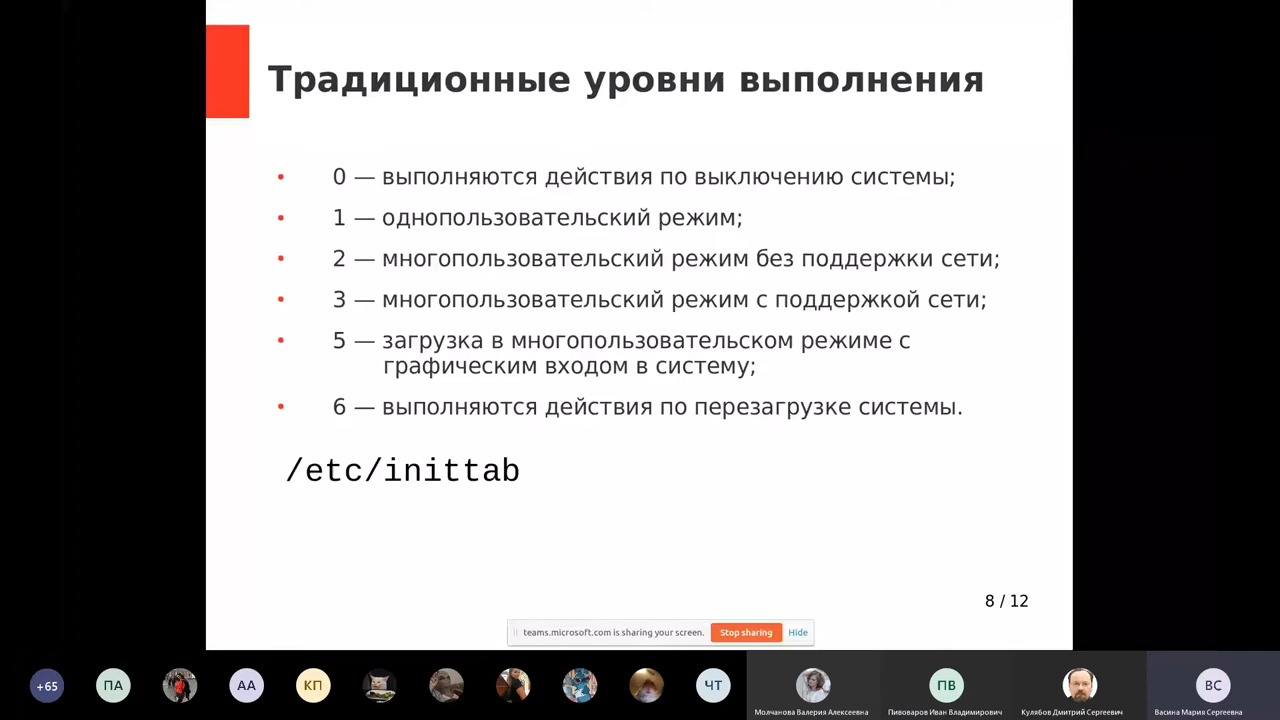 Традиционные уровни выполнения
• 0 — выполняются действия по выключению системы;
• 1 — однопользовательский режим;
• 2 — многопользовательский режим без поддержки сети;
• 3 — многопользовательский режим с поддержкой сети;
• 5 — загрузка в многопользовательском режиме с
графическим входом в систему;
• 6 — выполняются действия по перезагрузке системы.
/etc/inittab
8 / 12
teams.microsoft.com is sharing your screen. Stop sharing Hide
+65 ПА АА КП ЧТ ПВ ВС
Молчанова Валерия Алексеевна Пивоваров Иван Владимирович Кулябов Дмитрий Сергеевич Васина Мария Сергеевна